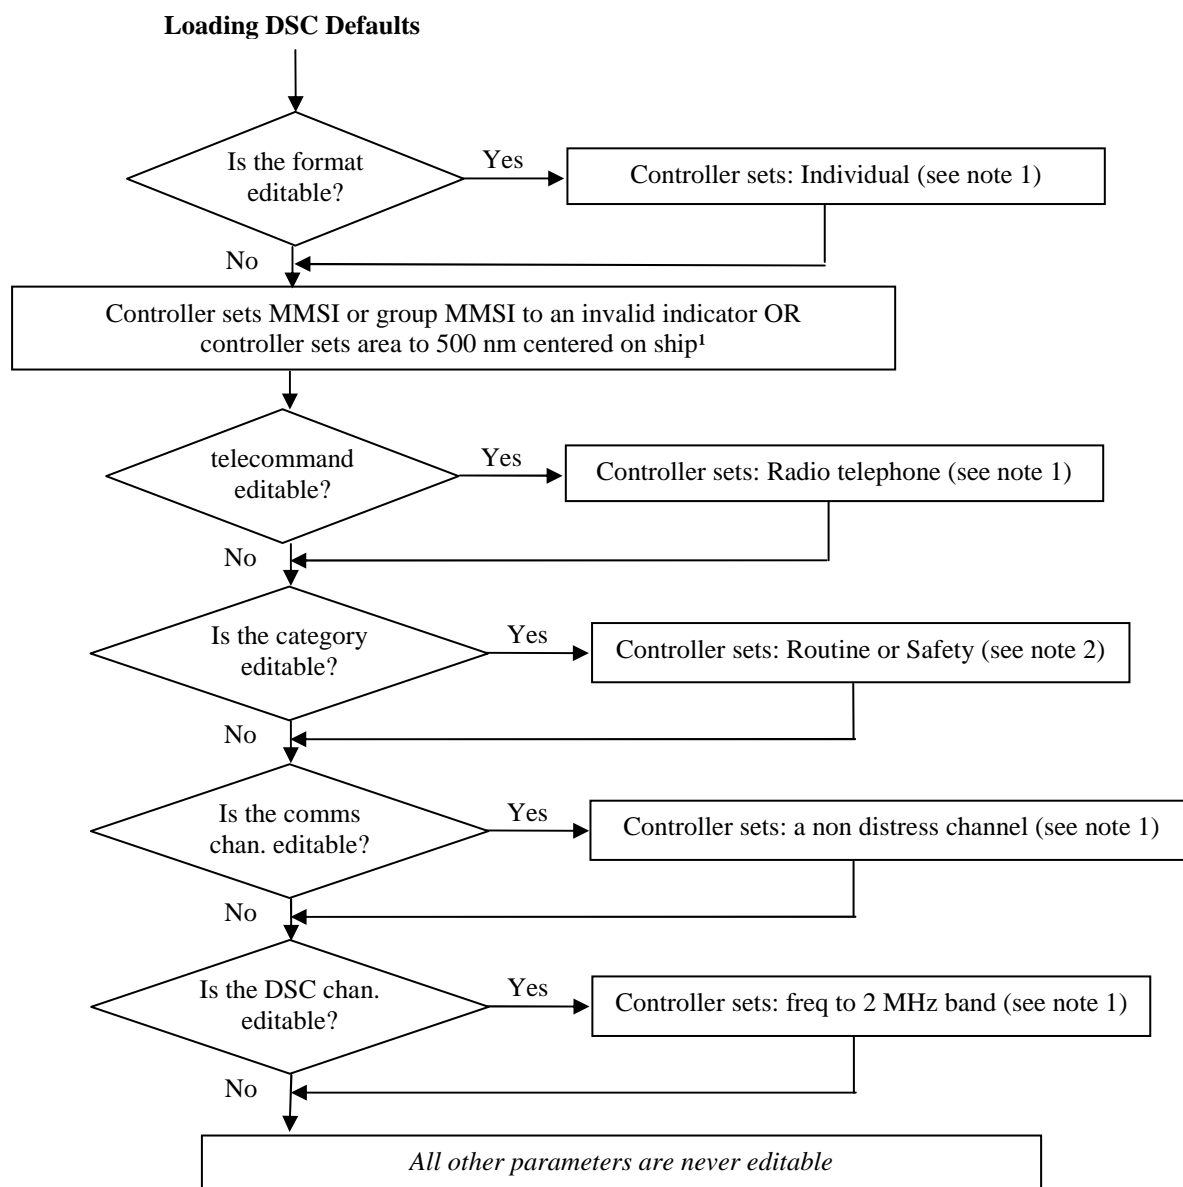 Loading DSC Defaults
Is the format
editable?
Yes
Controller sets: Individual (see note 1)
No
Controller sets MMSI or group MMSI to an invalid indicator OR
controller sets area to 500 nm centered on ship¹
telecommand
editable?
Yes
Controller sets: Radio telephone (see note 1)
No
Is the category
editable?
Yes
Controller sets: Routine or Safety (see note 2)
No
Is the comms
chan. editable?
Yes
Controller sets: a non distress channel (see note 1)
No
Is the DSC chan.
editable?
Yes
Controller sets: freq to 2 MHz band (see note 1)
No
All other parameters are never editable